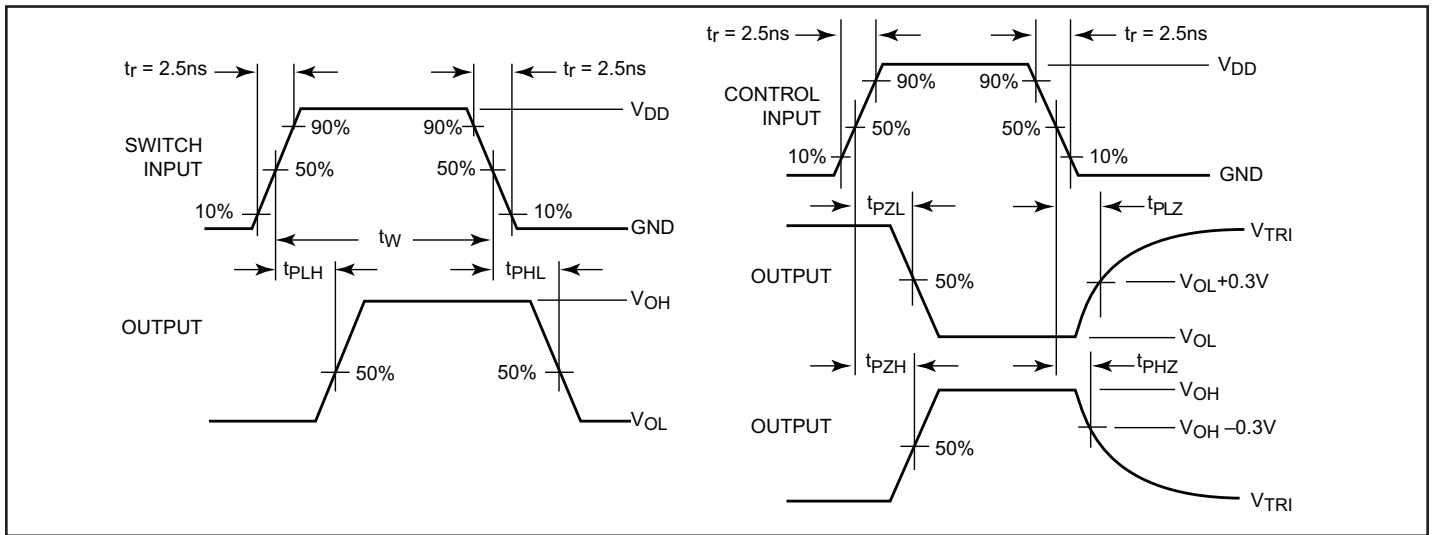 tr = 2.5ns
tr = 2.5ns
VDD
90%
90%
SWITCH
INPUT
50%
50%
10%
10%
GND
tW
tPLH
tPHL
VOH
OUTPUT
50%
50%
VOL
tr = 2.5ns
tr = 2.5ns
VDD
90%
90%
CONTROL
INPUT
50%
50%
10%
10%
GND
tPZL
tPLZ
VTRI
OUTPUT
50%
VOL+0.3V
VOL
tPZH
tPHZ
VOH
OUTPUT
VOH –0.3V
50%
VTRI